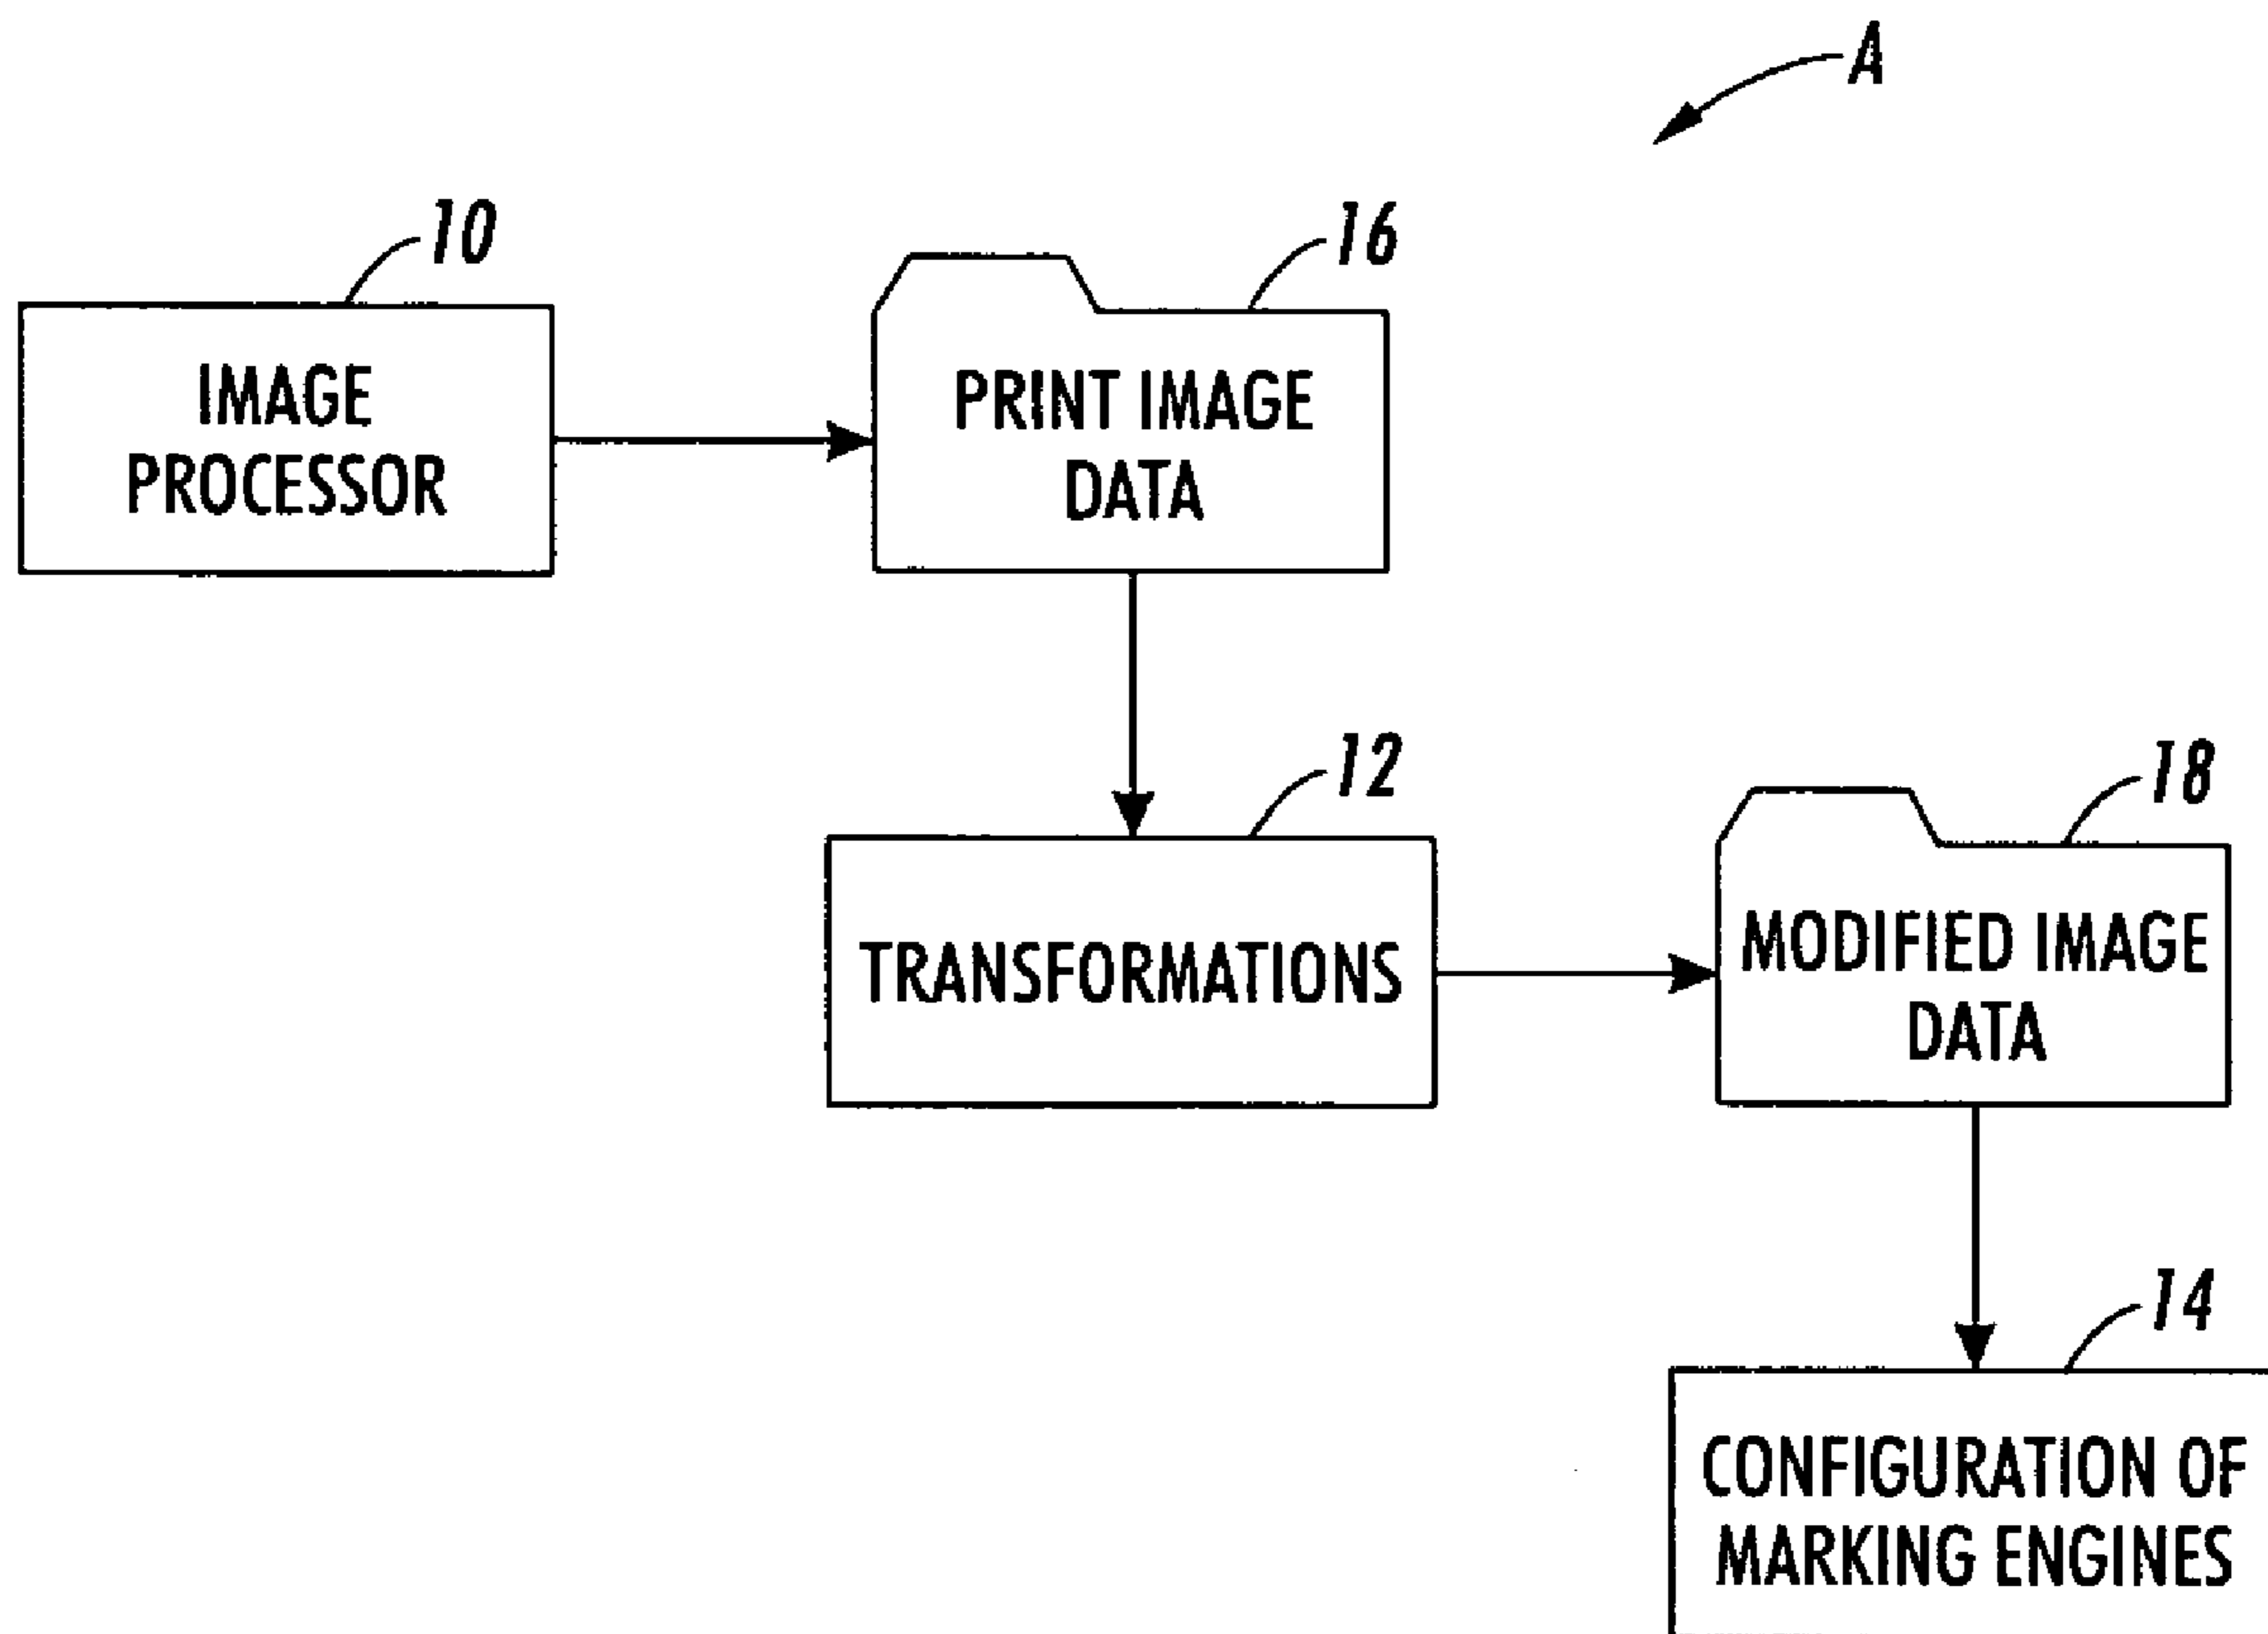 A
10
16
IMAGE
PROCESSOR
PRINT IMAGE
DATA
12
18
TRANSFORMATIONS
MODIFIED IMAGE
DATA
14
CONFIGURATION OF
MARKING ENGINES